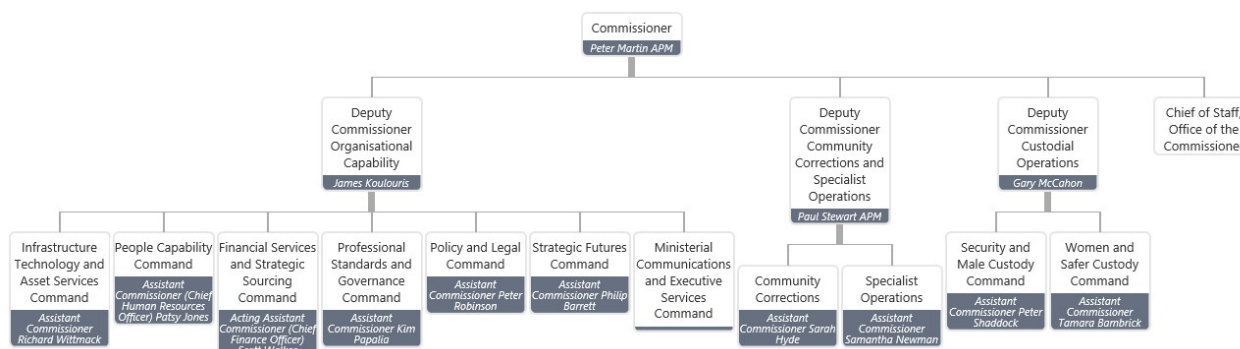 Commissioner
Peter Martin APM
Deputy
Commissioner
Organisational
Capability
James Koulouris
Deputy
Commissioner
Community
Corrections and
Specialist
Operations
Paul Stewart APM
Deputy
Commissioner
Custodial
Operations
Gary McCahon
Chief of Staff,
Office of the
Commissioner
Infrastructure
Technology and
Asset Services
Command
Assistant
Commissioner
Richard Wittmack
People Capability
Command
Assistant
Commissioner (Chief
Human Resources
Officer) Patsy Jones
Financial Services
and Strategic
Sourcing
Command
Acting Assistant
Commissioner (Chief
Finance Officer)
Professional
Standards and
Governance
Command
Assistant
Commissioner Kim
Papalia
Policy and Legal
Command
Assistant
Commissioner Peter
Robinson
Strategic Futures
Command
Assistant
Commissioner Philip
Barrett
Ministerial
Communications
and Executive
Services
Command
Community
Corrections
Assistant
Commissioner Sarah
Hyde
Specialist
Operations
Assistant
Commissioner
Samantha Newman
Security and
Male Custody
Command
Assistant
Commissioner Peter
Shaddock
Women and
Safer Custody
Command
Assistant
Commissioner
Tamara Bambrick